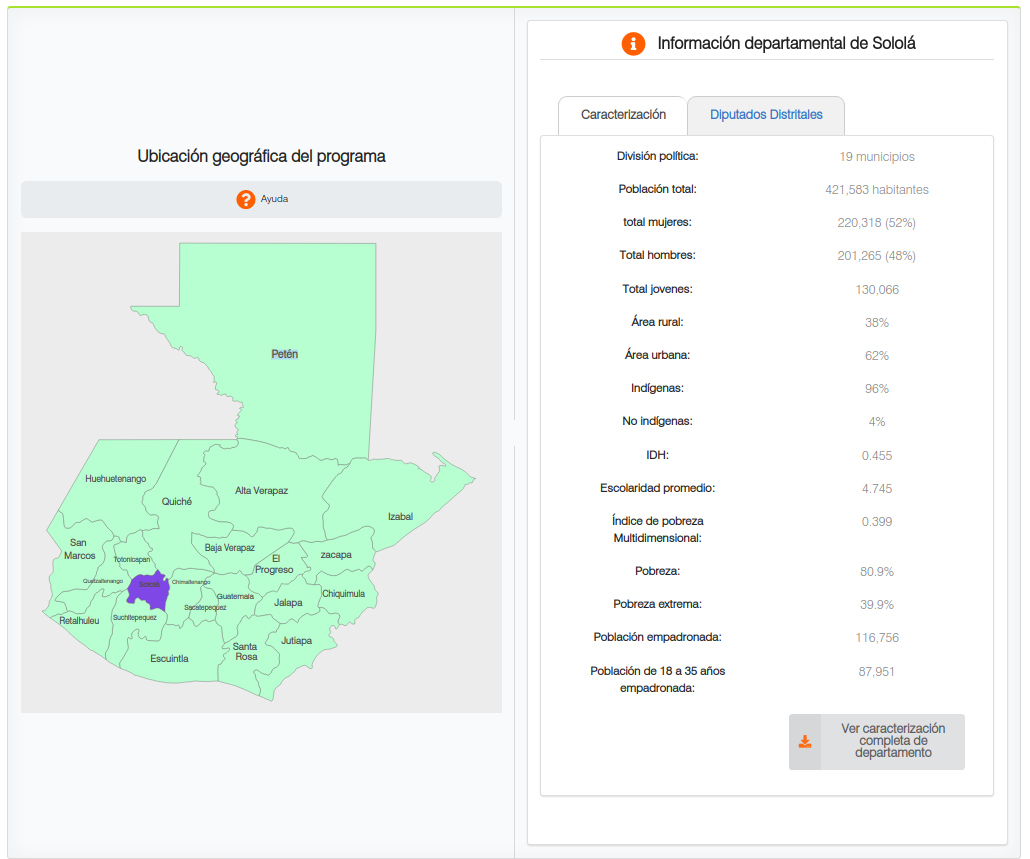 Ubicación geográfica del programa
Ayuda
Petén
Huehuetenango
Quiché
Alta Verapaz
Izabal
San
Marcos
Totonicapan
Baja Verapaz
El
Progreso
zacapa
Quetzaltenango
Sololá
Chimaltenango
Guatemala
Sacatepequez
Jalapa
Chiquimula
Retalhuleu
Suchitepequez
Escuintla
Santa
Rosa
Jutiapa
Información departamental de Sololá
Caracterización
Diputados Distritales
División política: 19 municipios
Población total: 421,583 habitantes
total mujeres: 220,318 (52%)
Total hombres: 201,265 (48%)
Total jovenes: 130,066
Área rural: 38%
Área urbana: 62%
Indígenas: 96%
No indígenas: 4%
IDH: 0.455
Escolaridad promedio: 4.745
Índice de pobreza 0.399
Multidimensional:
Pobreza: 80.9%
Pobreza extrema: 39.9%
Población empadronada: 116,756
Población de 18 a 35 años 87,951
empadronada:
Ver caracterización
completa de
departamento